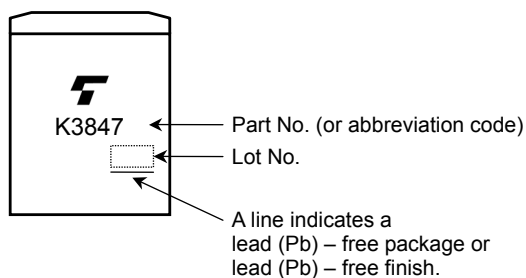 K3847
Part No. (or abbreviation code)
Lot No.
A line indicates a
lead (Pb) – free package or
lead (Pb) – free finish.